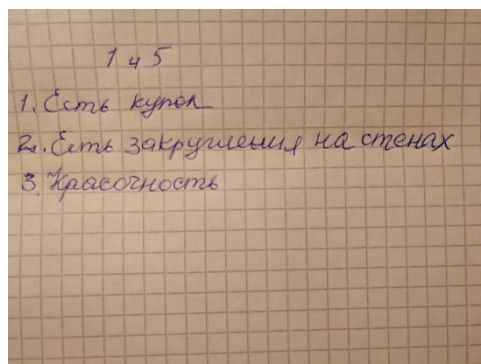 1 и 5
1. Есть купол
2. Есть закругления на стенах
3. Красочность